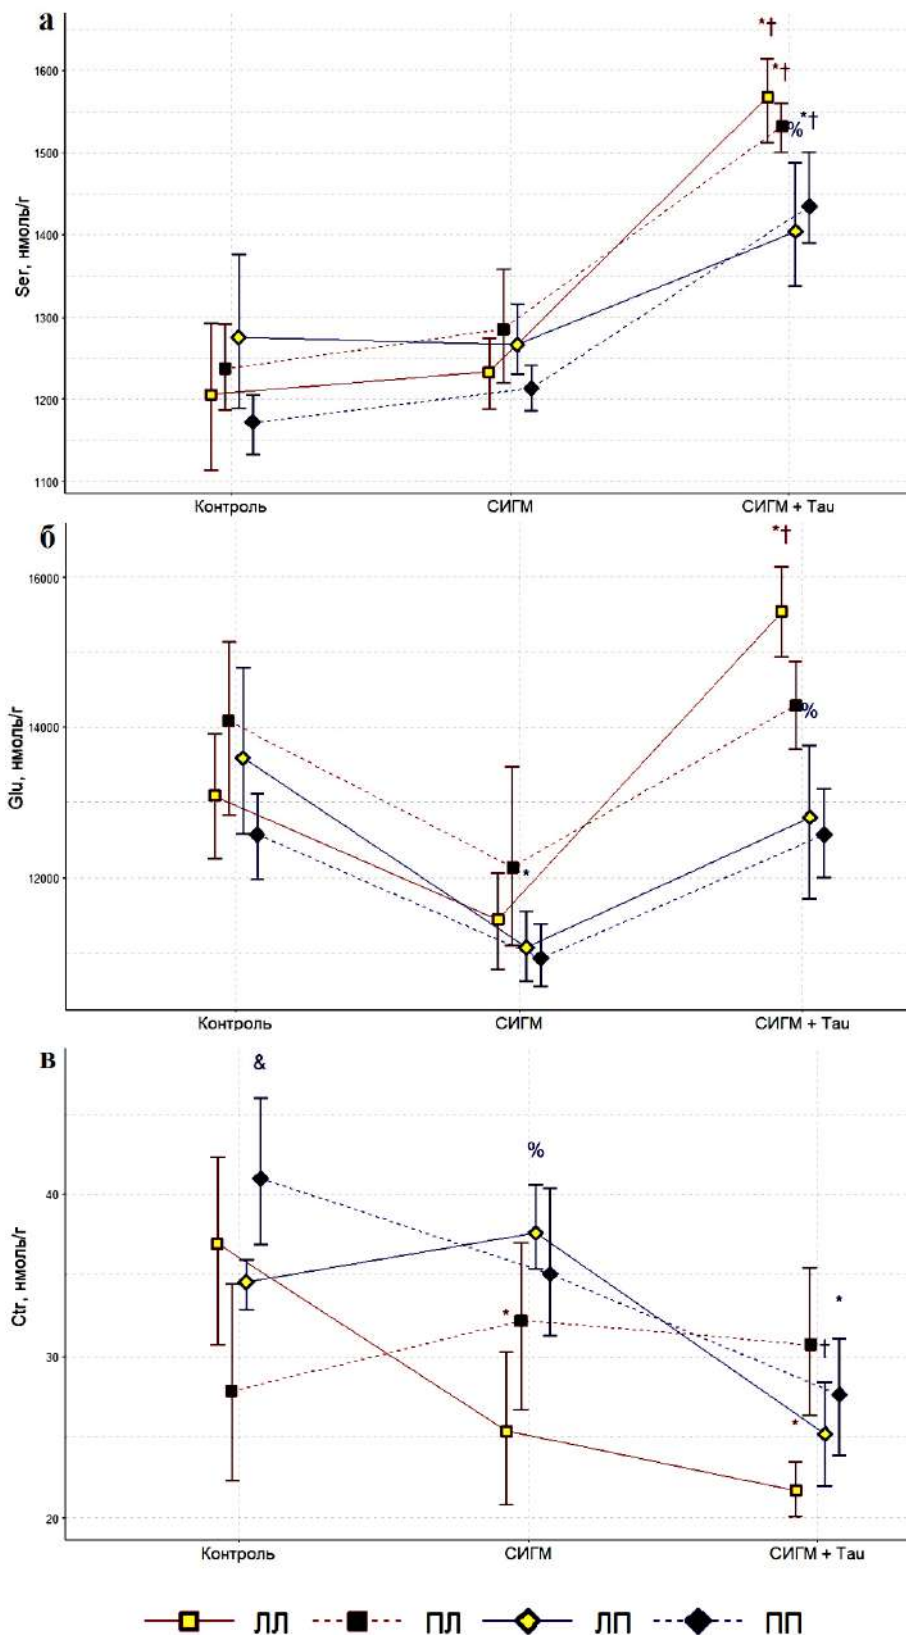 а
*†
*†
*†
%
1600
1500
1400
1300
1200
1100
Ser, нмоль/г
Контроль СИГМ СИГМ + Tau
б
*†
16000
%
14000
12000
*
Glu, нмоль/г
Контроль СИГМ СИГМ + Tau
в
&
%
40
*
*
†
30
*
20
Ctr, нмоль/г
Контроль СИГМ СИГМ + Tau
ЛЛ ПЛ ЛП ПП